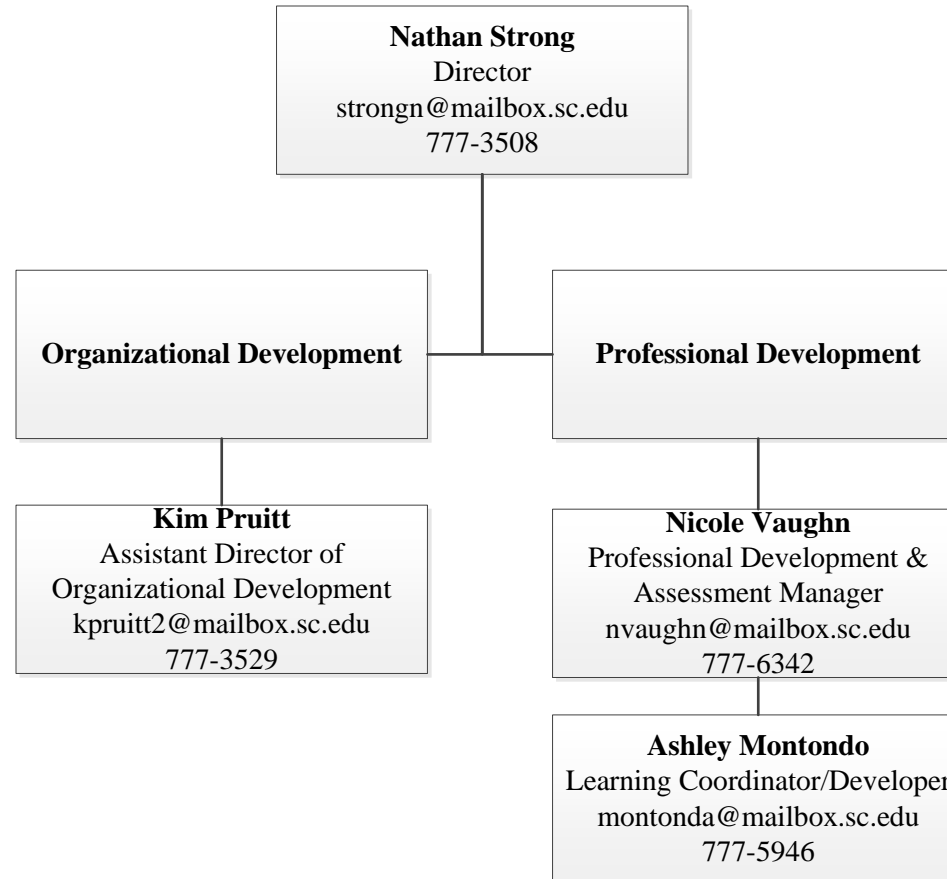 Nathan Strong
Director
strongn@mailbox.sc.edu
777-3508
Organizational Development
Professional Development
Kim Pruitt
Assistant Director of
Organizational Development
kpruitt2@mailbox.sc.edu
777-3529
Nicole Vaughn
Professional Development &
Assessment Manager
nvaughn@mailbox.sc.edu
777-6342
Ashley Montondo
Learning Coordinator/Developer
montonda@mailbox.sc.edu
777-5946